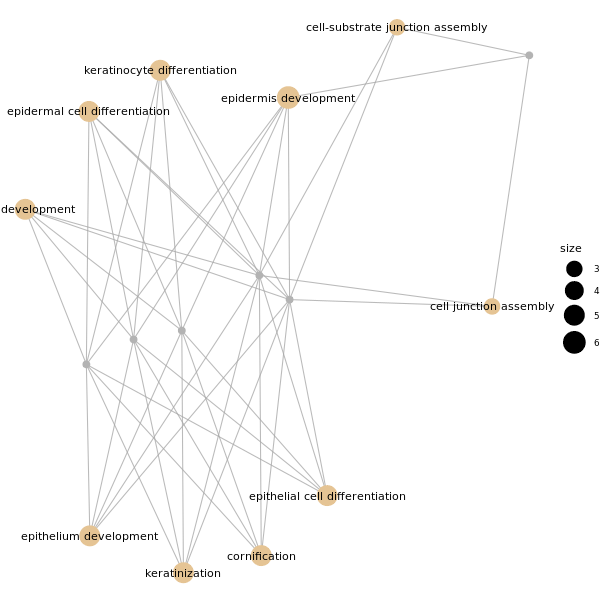 cell-substrate junction assembly
keratinocyte differentiation
epidermis development
epidermal cell differentiation
development
size
3
4
5
6
cell junction assembly
epithelial cell differentiation
epithelium development
cornification
keratinization